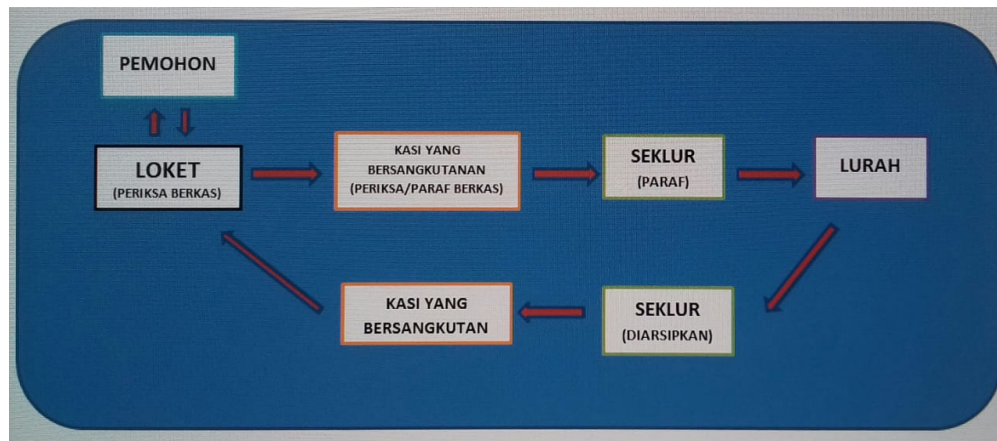 PEMOHON
LOKET
(PERIKSA BERKAS)
KASI YANG
BERSANGKUTANAN
(PERIKSA/PARAF BERKAS)
SEKLUR
(PARAF)
LURAH
KASI YANG
BERSANGKUTAN
SEKLUR
(DIARSIPKAN)